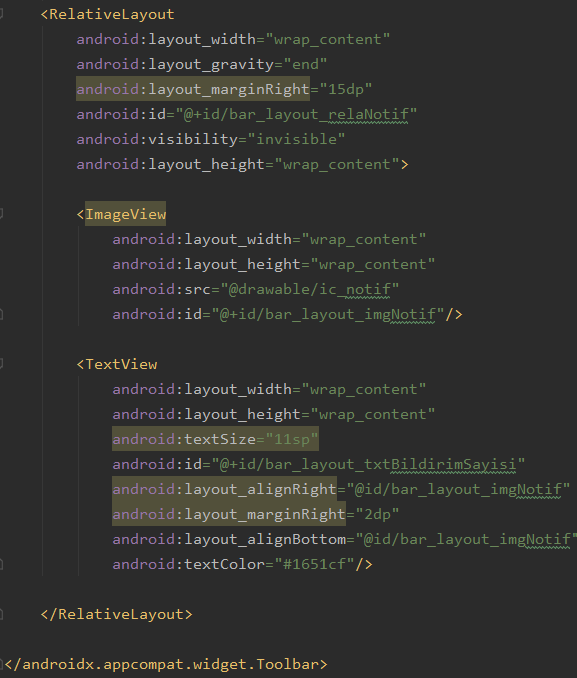 <RelativeLayout
android:layout_width="wrap_content"
android:layout_gravity="end"
android:layout_marginRight="15dp"
android:id="@+id/bar_layout_relaNotif"
android:visibility="invisible"
android:layout_height="wrap_content">
<ImageView
android:layout_width="wrap_content"
android:layout_height="wrap_content"
android:src="@drawable/ic_notif"
android:id="@+id/bar_layout_imgNotif"/>
<TextView
android:layout_width="wrap_content"
android:layout_height="wrap_content"
android:textSize="11sp"
android:id="@+id/bar_layout_txtBildirimSayisi"
android:layout_alignRight="@id/bar_layout_imgNotif"
android:layout_marginRight="2dp"
android:layout_alignBottom="@id/bar_layout_imgNotif"
android:textColor="#1651cf"/>
</RelativeLayout>
</androidx.appcompat.widget.Toolbar>